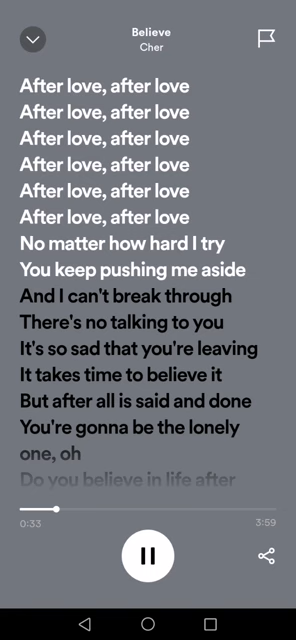 Believe
Cher
After love, after love
After love, after love
After love, after love
After love, after love
After love, after love
After love, after love
No matter how hard I try
You keep pushing me aside
And I can't break through
There's no talking to you
It's so sad that you're leaving
It takes time to believe it
But after all is said and done
You're gonna be the lonely
one, oh
Do you believe in life after
0:33
3:59